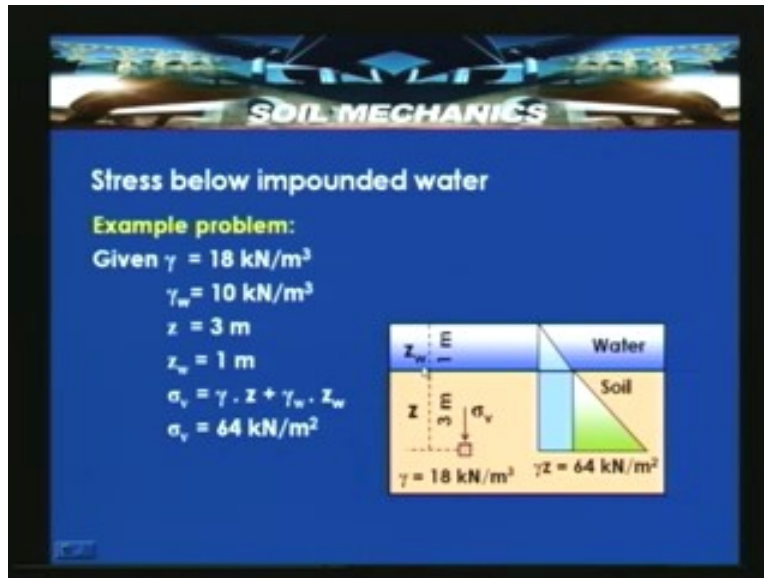 SOIL MECHANICS
Stress below impounded water
Example problem:
Given γ = 18 kN/m³
γw = 10 kN/m³
z = 3 m
zw = 1 m
σv = γ . z + γw . zw
σv = 64 kN/m²
zw 1 m
Water
Soil
z 3 m σv
γ = 18 kN/m³
γz = 64 kN/m²